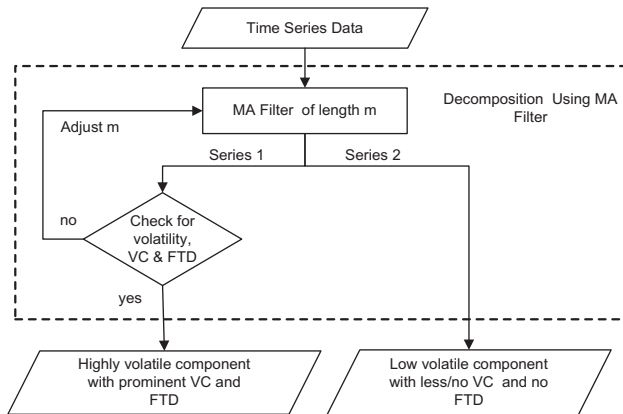 Time Series Data
MA Filter of length m
Decomposition Using MA
Filter
Adjust m
Series 1
Series 2
no
Check for
volatility,
VC & FTD
yes
Highly volatile component
with prominent VC and
FTD
Low volatile component
with less/no VC and no
FTD